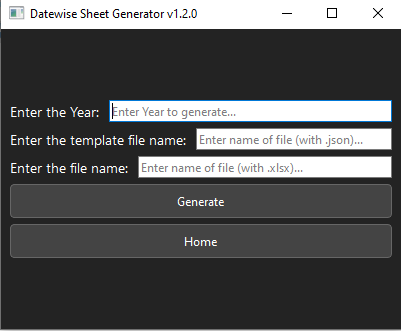 Datewise Sheet Generator v1.2.0
Enter the Year: Enter Year to generate...
Enter the template file name: Enter name of file (with .json)...
Enter the file name: Enter name of file (with .xlsx)...
Generate
Home